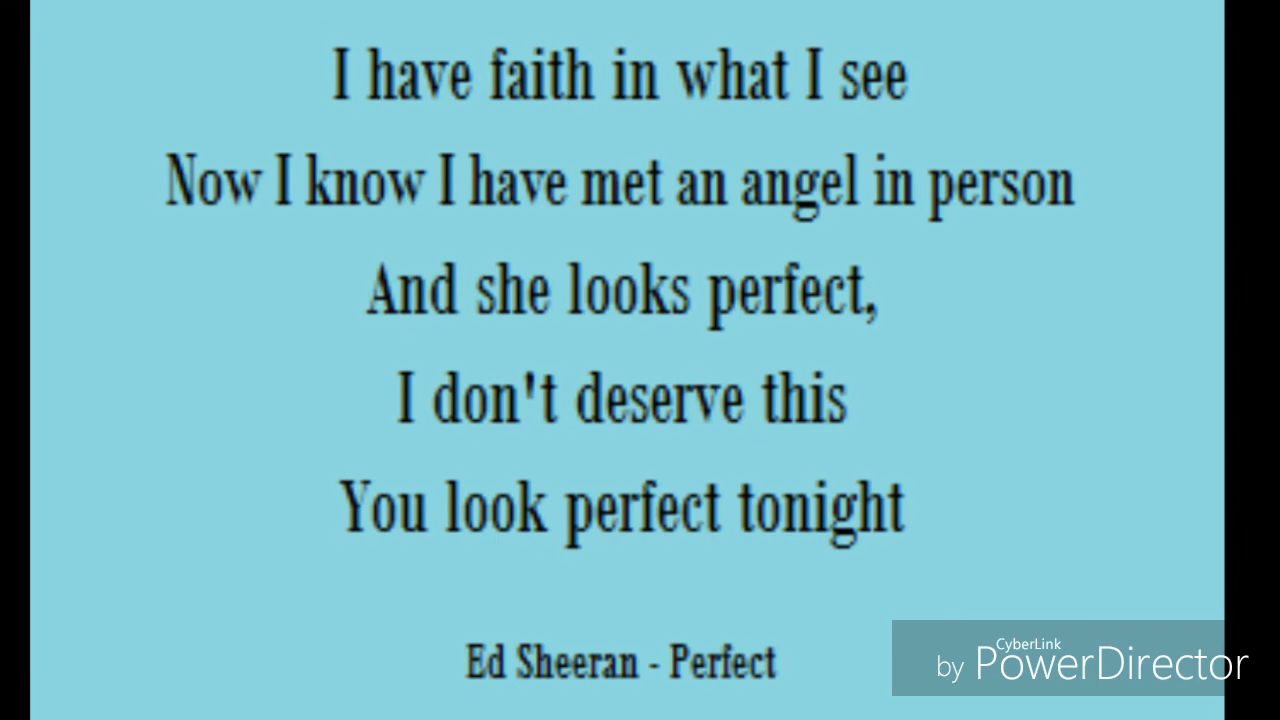 I have faith in what I see
Now I know I have met an angel in person
And she looks perfect,
I don't deserve this
You look perfect tonight
Ed Sheeran - Perfect
CyberLink
by PowerDirector